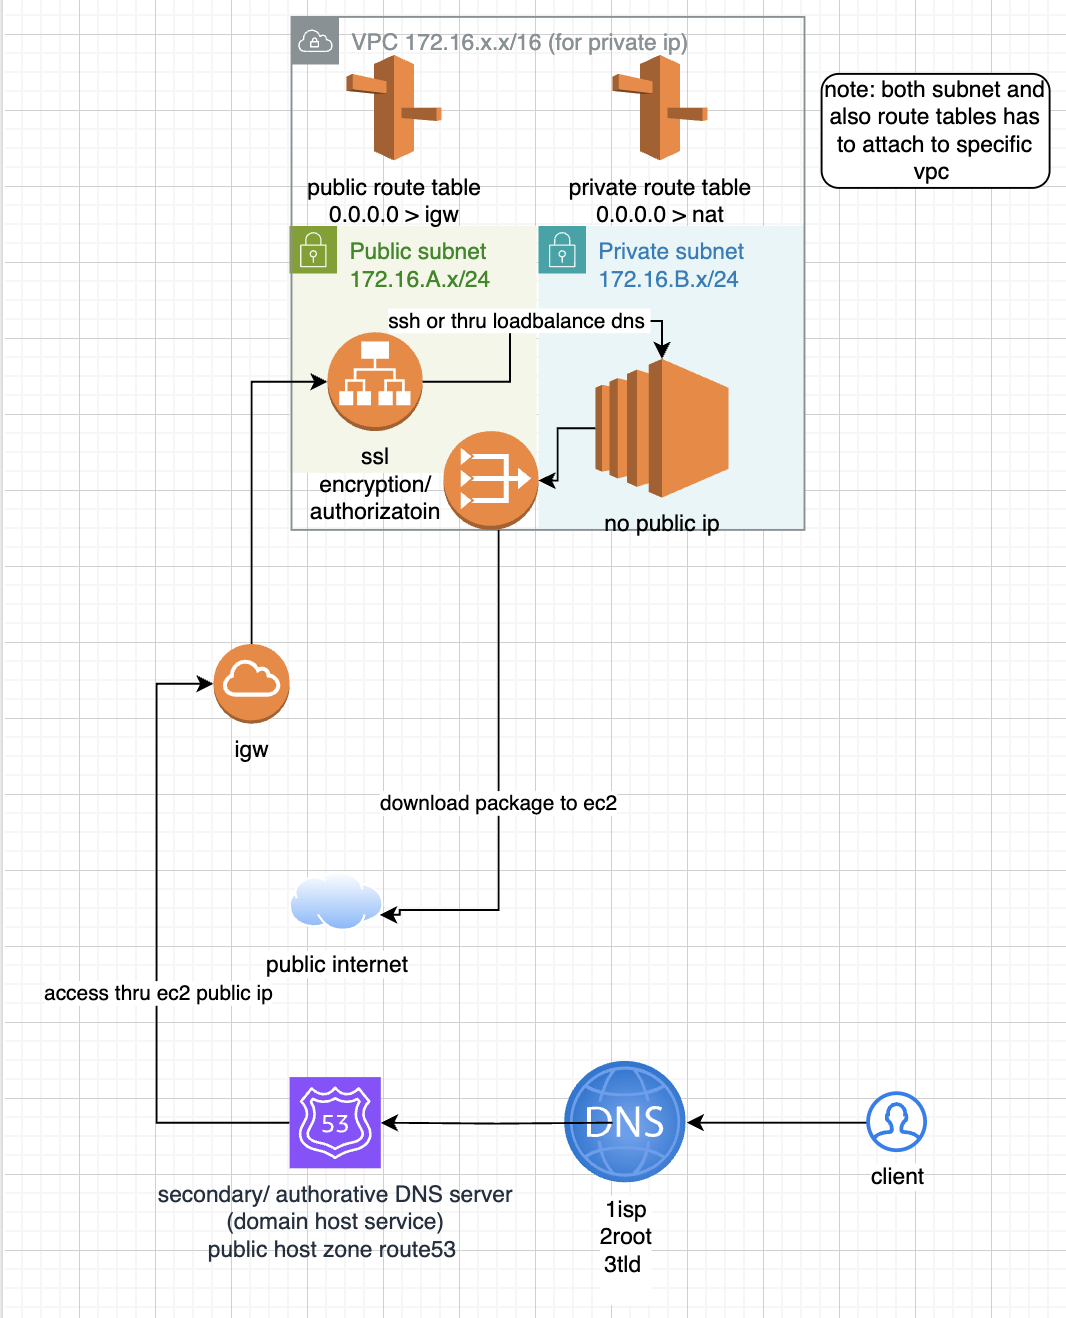 VPC 172.16.x.x/16 (for private ip)
note: both subnet and
also route tables has
to attach to specific
vpc
public route table
0.0.0.0 > igw
private route table
0.0.0.0 > nat
Public subnet
172.16.A.x/24
Private subnet
172.16.B.x/24
ssh or thru loadbalance dns
ssl
encryption/
authorizatoin
no public ip
igw
download package to ec2
public internet
access thru ec2 public ip
53
secondary/ authorative DNS server
(domain host service)
public host zone route53
DNS
1isp
2root
3tld
client